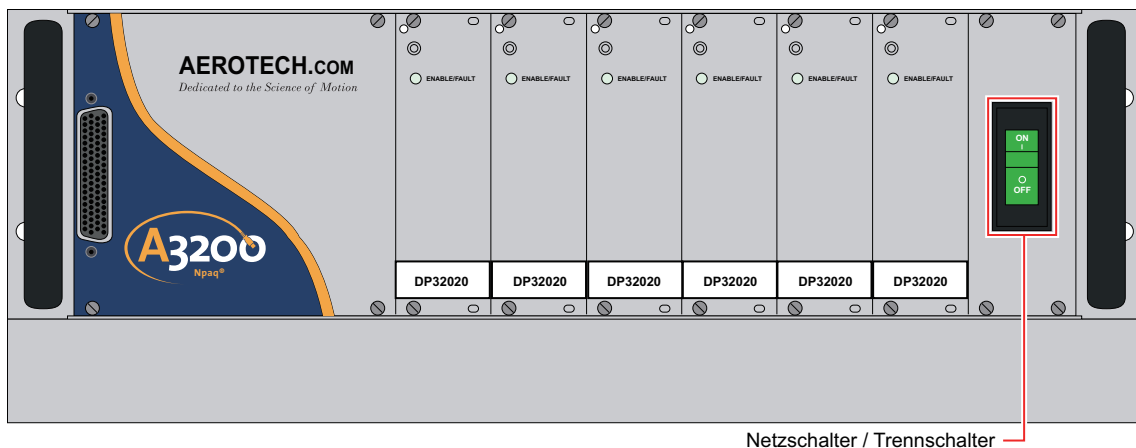 AEROTECH.COM
Dedicated to the Science of Motion
ENABLE/FAULT
ENABLE/FAULT
ENABLE/FAULT
ENABLE/FAULT
ENABLE/FAULT
ENABLE/FAULT
ON
I
O
OFF
A3200
Npaq®
DP32020
DP32020
DP32020
DP32020
DP32020
DP32020
Netzschalter / Trennschalter